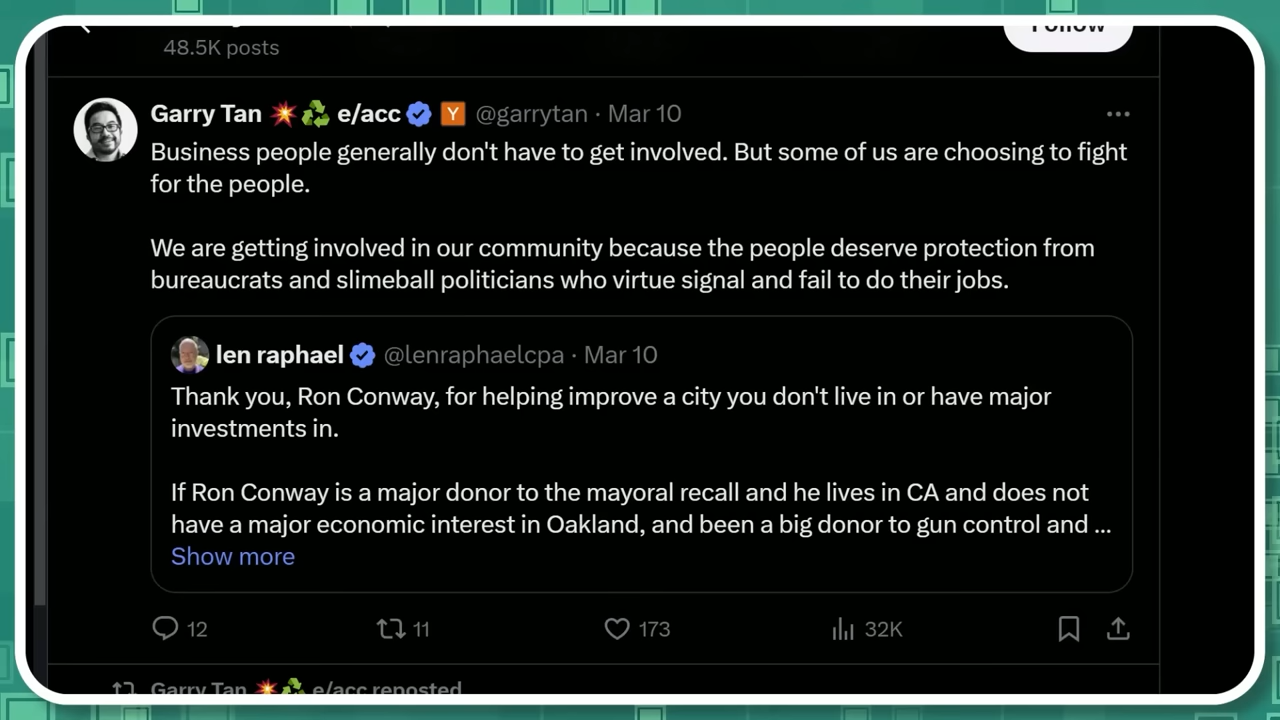 48.5K posts
Follow
Garry Tan 💥♻️ e/acc Y @garrytan · Mar 10
Business people generally don't have to get involved. But some of us are choosing to fight
for the people.
We are getting involved in our community because the people deserve protection from
bureaucrats and slimeball politicians who virtue signal and fail to do their jobs.
len raphael @lenraphaelcpa · Mar 10
Thank you, Ron Conway, for helping improve a city you don't live in or have major
investments in.
If Ron Conway is a major donor to the mayoral recall and he lives in CA and does not
have a major economic interest in Oakland, and been a big donor to gun control and ...
Show more
12 11 173 32K
Garry Tan 💥♻️ e/acc reposted